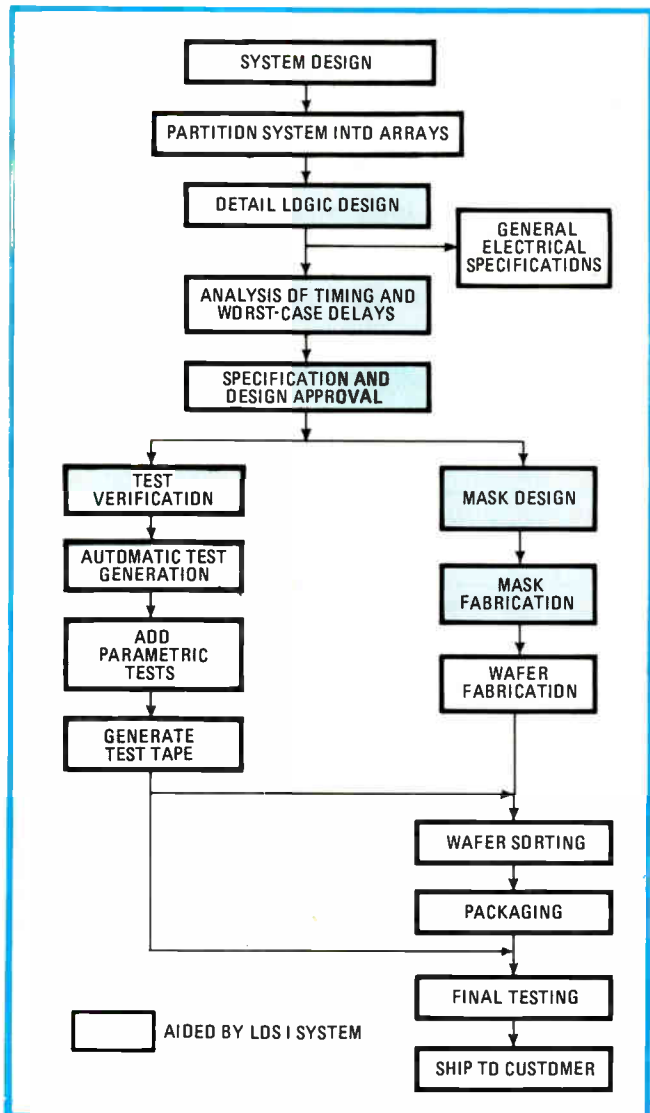 SYSTEM DESIGN
PARTITION SYSTEM INTO ARRAYS
DETAIL LOGIC DESIGN
GENERAL
ELECTRICAL
SPECIFICATIONS
ANALYSIS OF TIMING AND
WORST-CASE DELAYS
SPECIFICATION AND
DESIGN APPROVAL
TEST
VERIFICATION
MASK DESIGN
AUTOMATIC TEST
GENERATION
MASK
FABRICATION
ADD
PARAMETRIC
TESTS
WAFER
FABRICATION
GENERATE
TEST TAPE
WAFER SORTING
PACKAGING
FINAL TESTING
AIDED BY LDS I SYSTEM
SHIP TO CUSTOMER